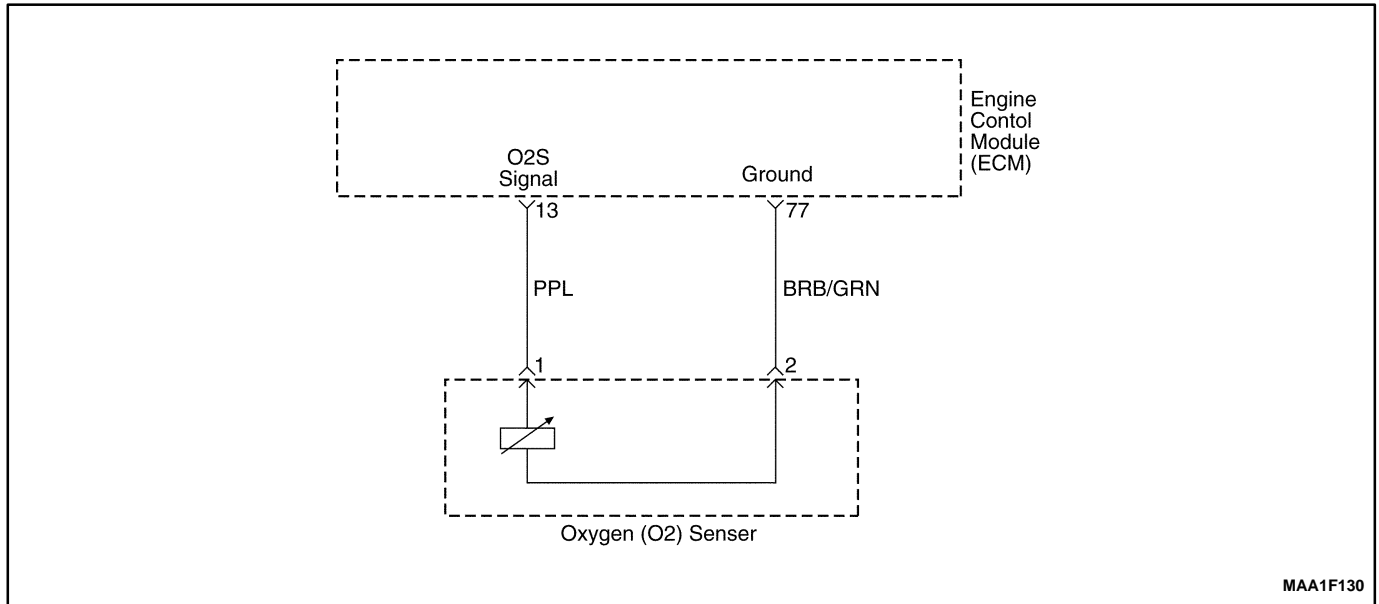 Engine
Contol
Module
(ECM)
O2S
Signal
Ground
13
77
PPL
BRB/GRN
1
2
Oxygen (O2) Senser
MAA1F130